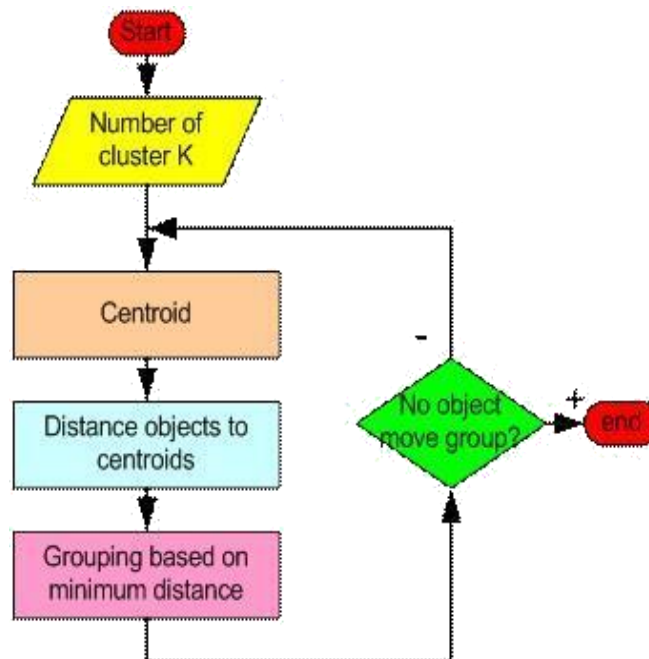 Start
Number of
cluster K
Centroid
-
No object
move group?
+
end
Distance objects to
centroids
Grouping based on
minimum distance